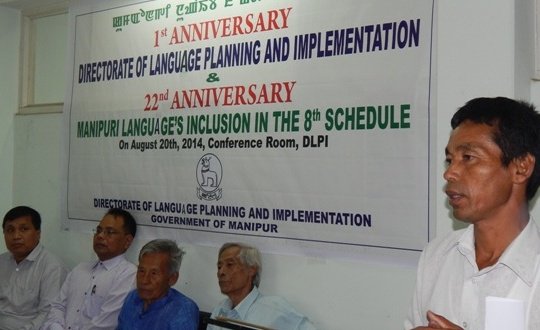 1st ANNIVERSARY
DIRECTORATE OF LANGUAGE PLANNING AND IMPLEMENTATION
&
22nd ANNIVERSARY
MANIPURI LANGUAGE'S INCLUSION IN THE 8th SCHEDULE
On August 20th, 2014, Conference Room, DLPI
DIRECTORATE OF LANGUAGE PLANNING AND IMPLEMENTATION
GOVERNMENT OF MANIPUR